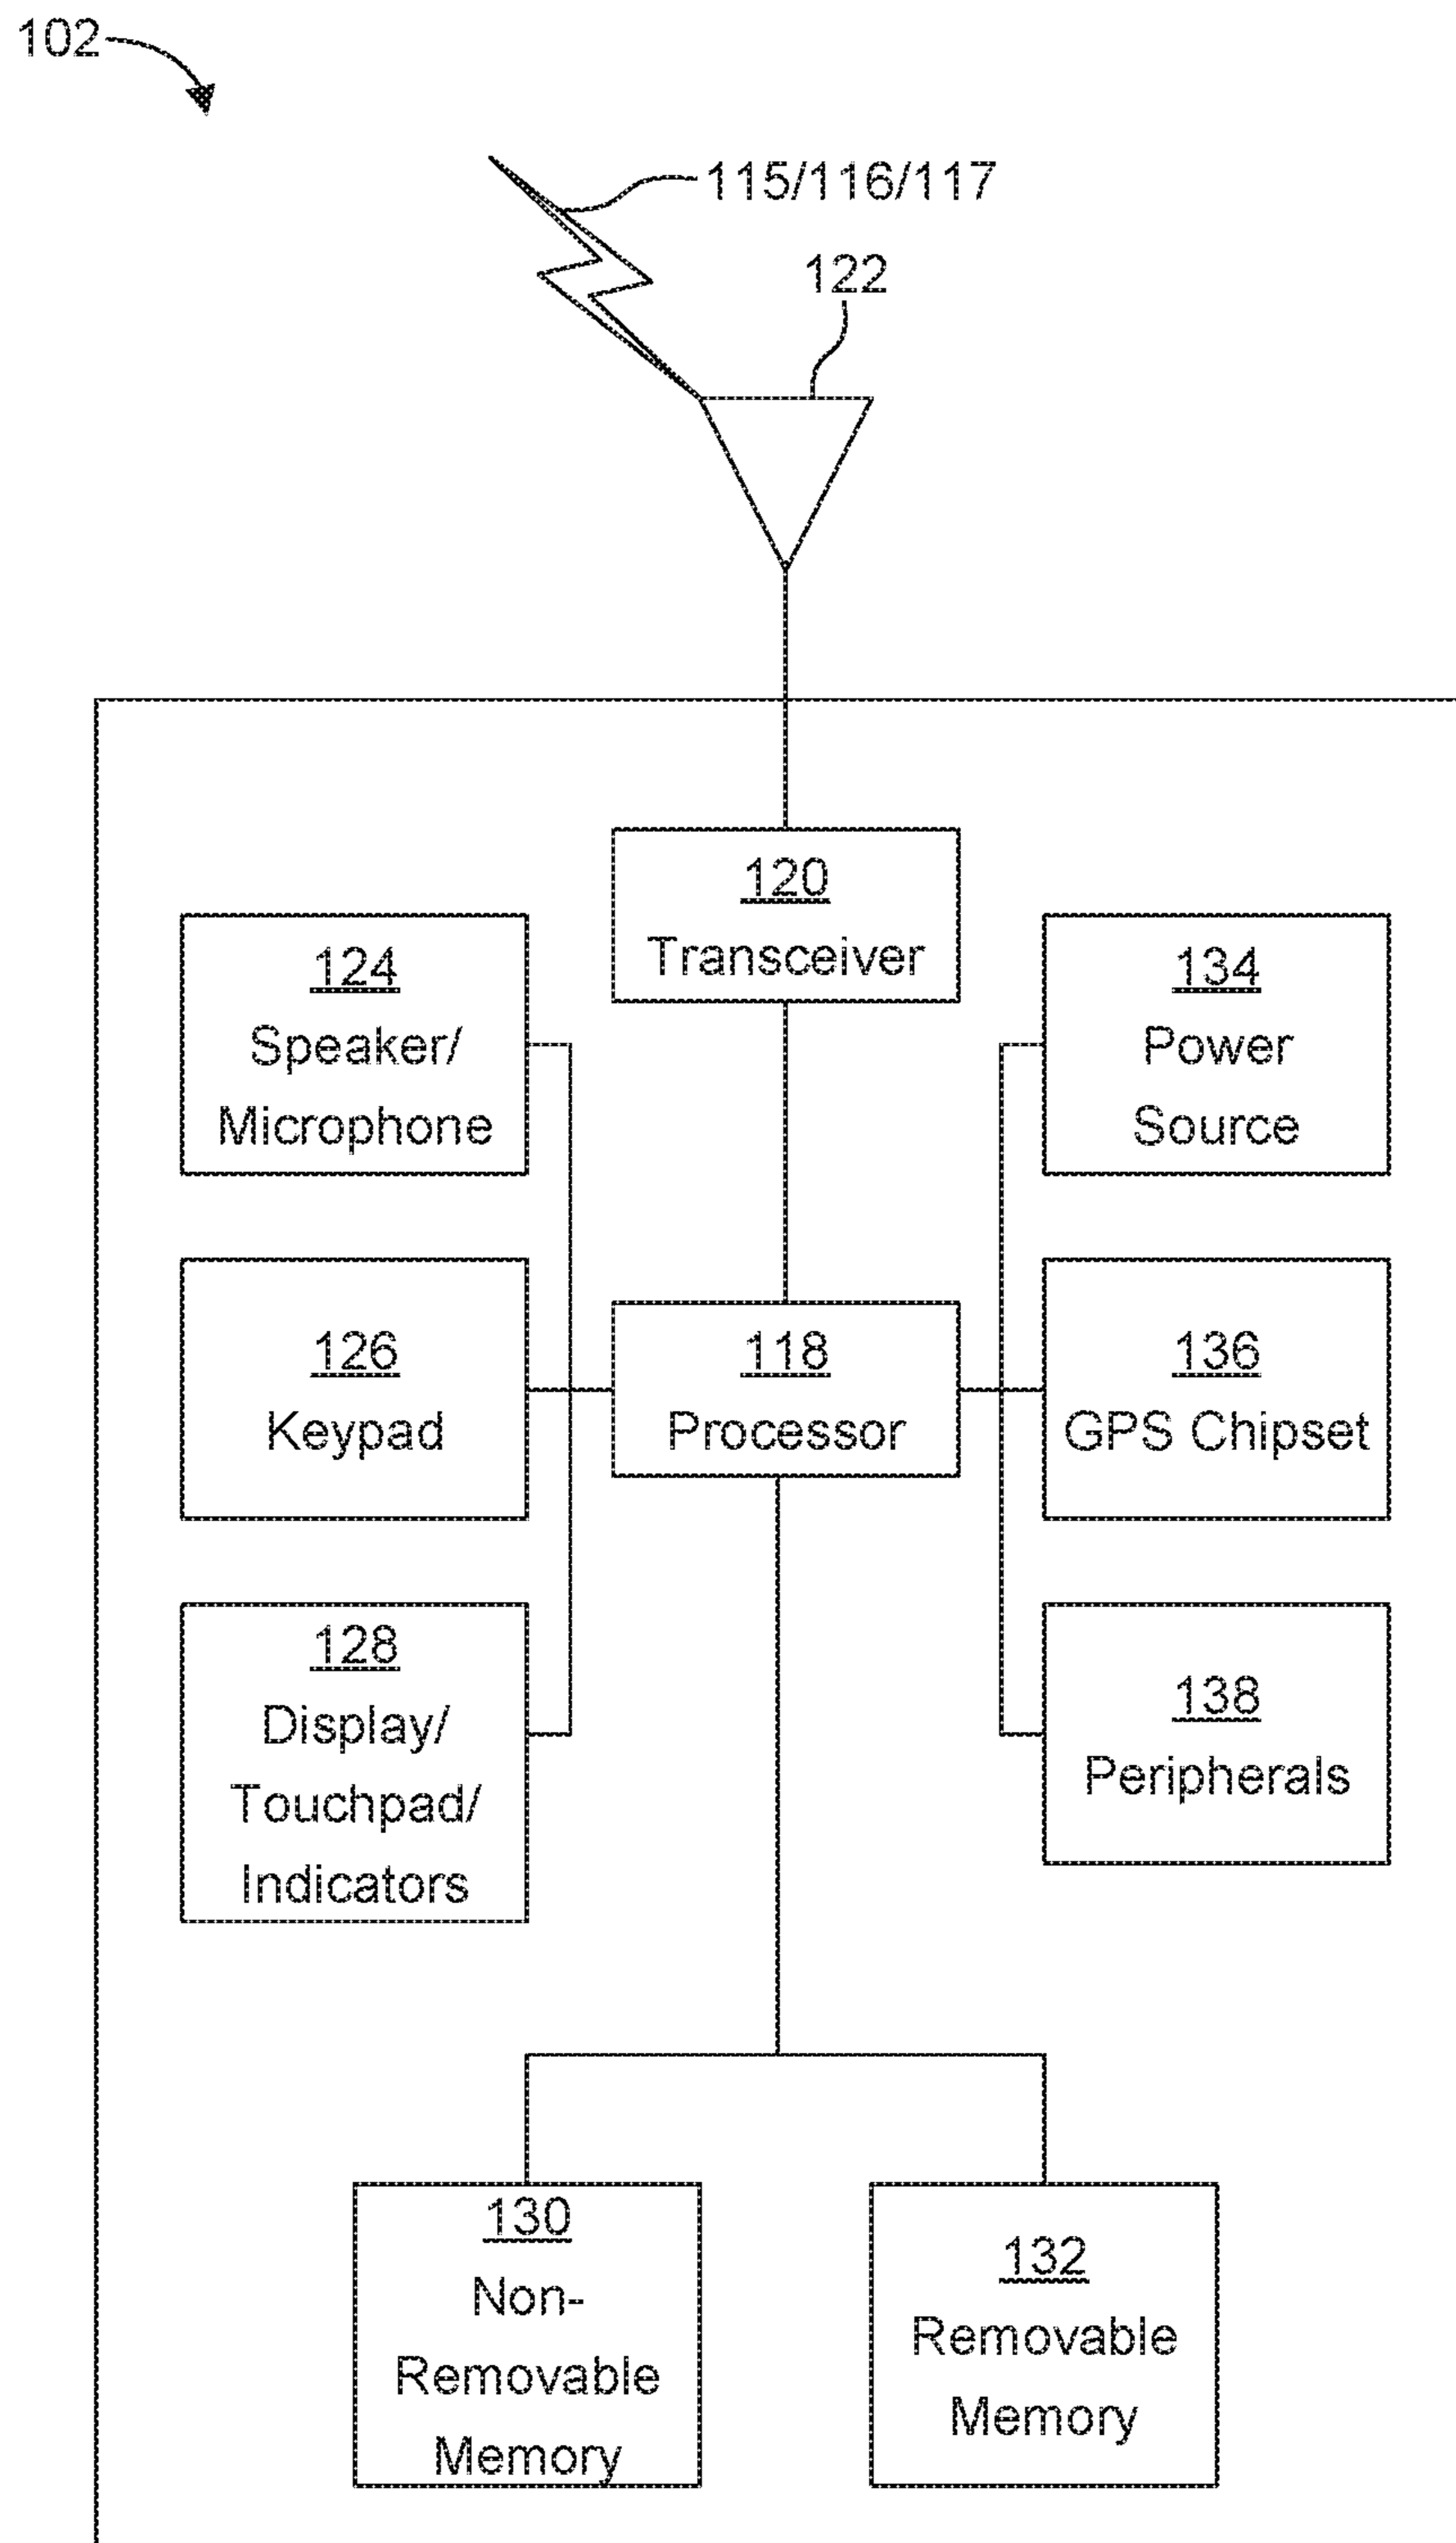 102
115/116/117
122
120
Transceiver
124
Speaker/
Microphone
134
Power
Source
126
Keypad
118
Processor
136
GPS Chipset
128
Display/
Touchpad/
Indicators
138
Peripherals
130
Non-
Removable
Memory
132
Removable
Memory